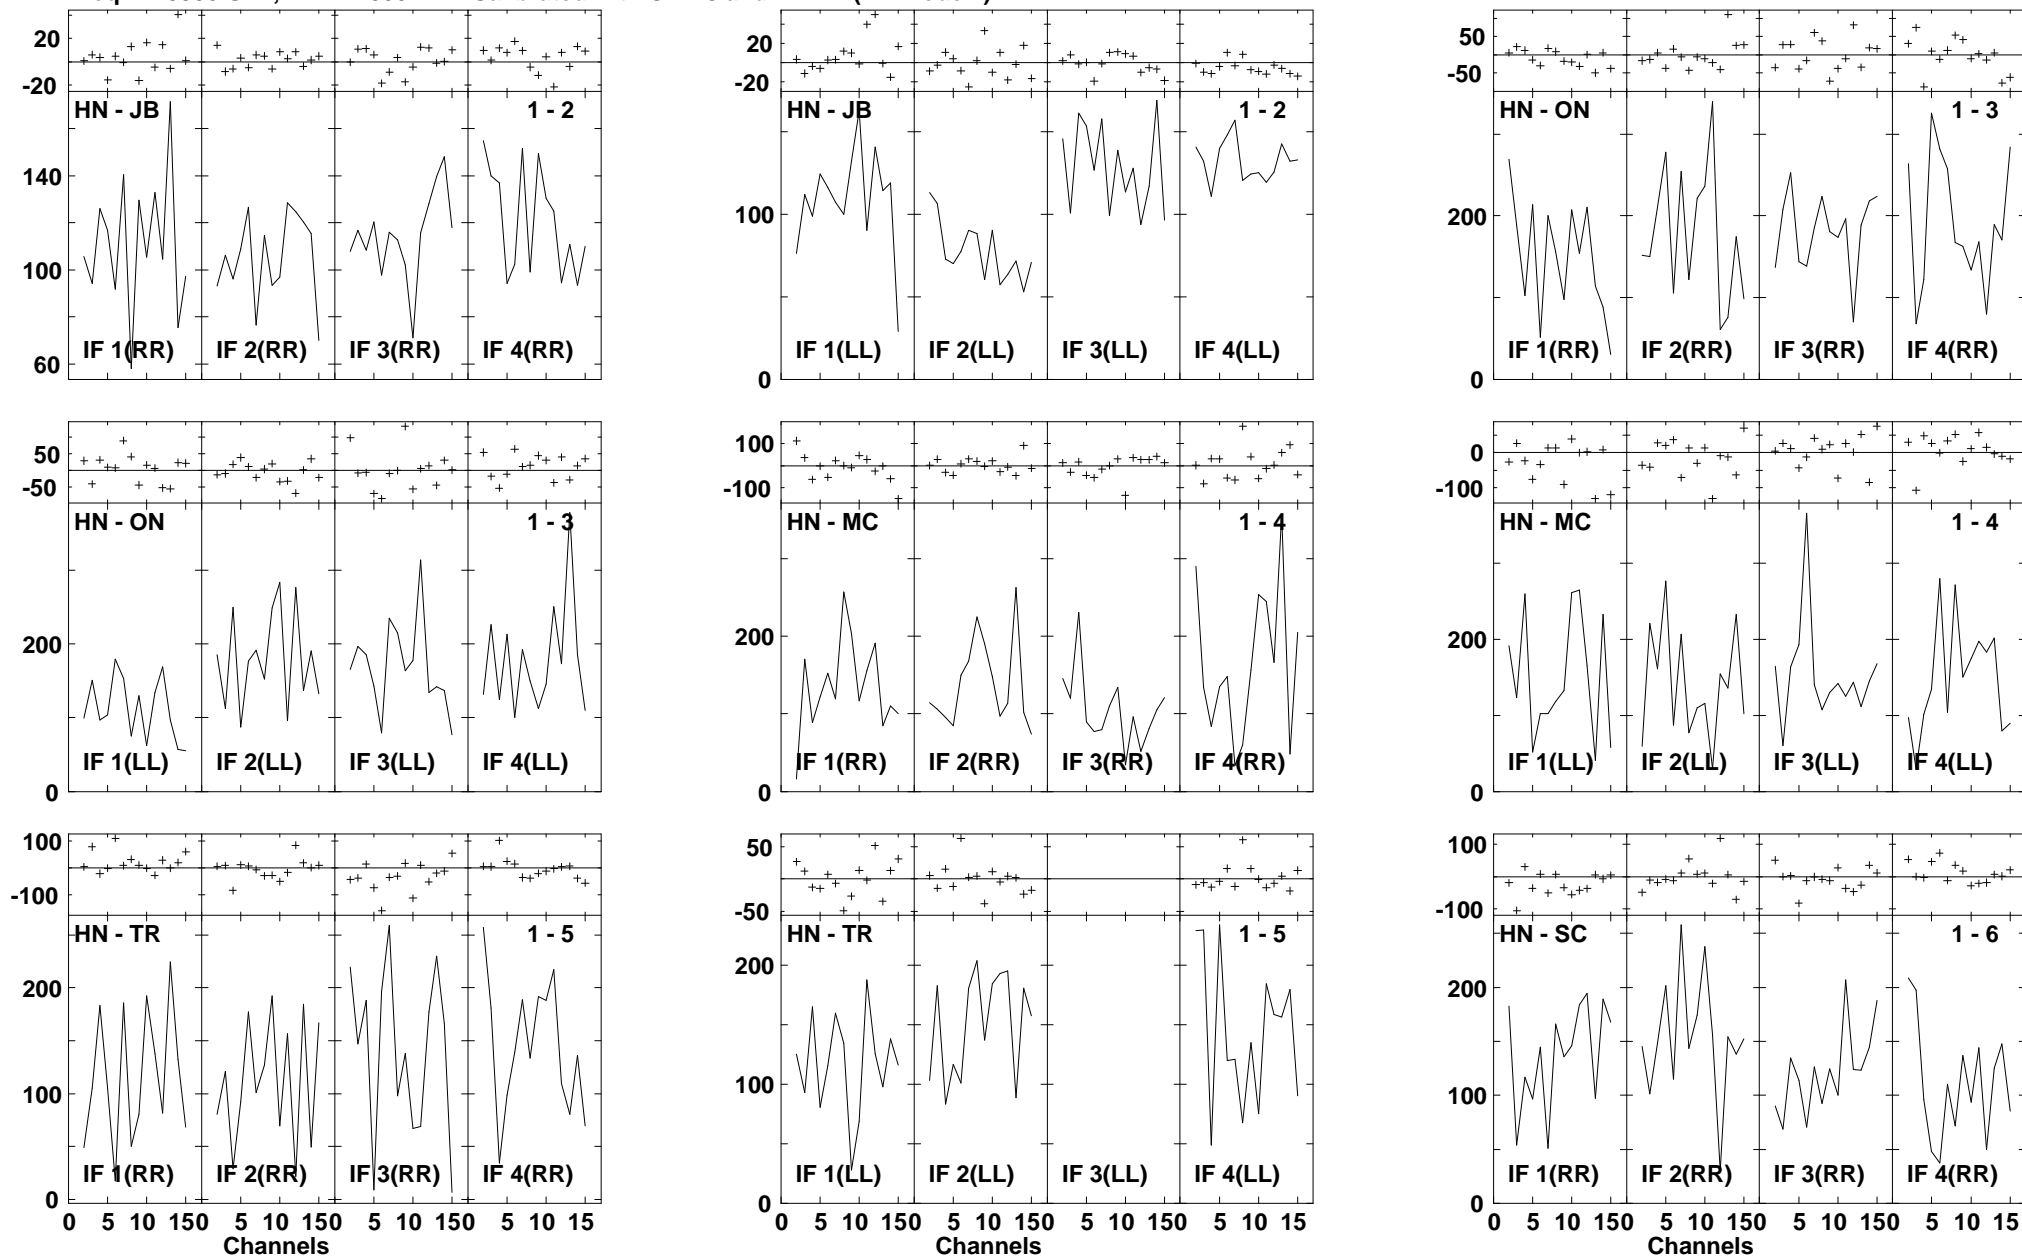 20 -20 20 -20 50 -50
HN - JB 1 - 2 HN - JB 1 - 2 HN - ON 1 - 3
140 100 60 100 0 200 0
IF 1(RR) IF 2(RR) IF 3(RR) IF 4(RR) IF 1(LL) IF 2(LL) IF 3(LL) IF 4(LL) IF 1(RR) IF 2(RR) IF 3(RR) IF 4(RR)
50 -50 100 -100 0 -100
HN - ON 1 - 3 HN - MC 1 - 4 HN - MC 1 - 4
200 0 200 0 200 0
IF 1(LL) IF 2(LL) IF 3(LL) IF 4(LL) IF 1(RR) IF 2(RR) IF 3(RR) IF 4(RR) IF 1(LL) IF 2(LL) IF 3(LL) IF 4(LL)
100 -100 50 -50 100 -100
HN - TR 1 - 5 HN - TR 1 - 5 HN - SC 1 - 6
200 100 0 200 100 0 200 100 0
IF 1(RR) IF 2(RR) IF 3(RR) IF 4(RR) IF 1(LL) IF 2(LL) IF 3(LL) IF 4(LL) IF 1(RR) IF 2(RR) IF 3(RR) IF 4(RR)
0 5 10 150 5 10 150 5 10 150 5 10 15 0 5 10 150 5 10 150 5 10 150 5 10 15 0 5 10 150 5 10 150 5 10 150 5 10 15
Channels Channels Channels